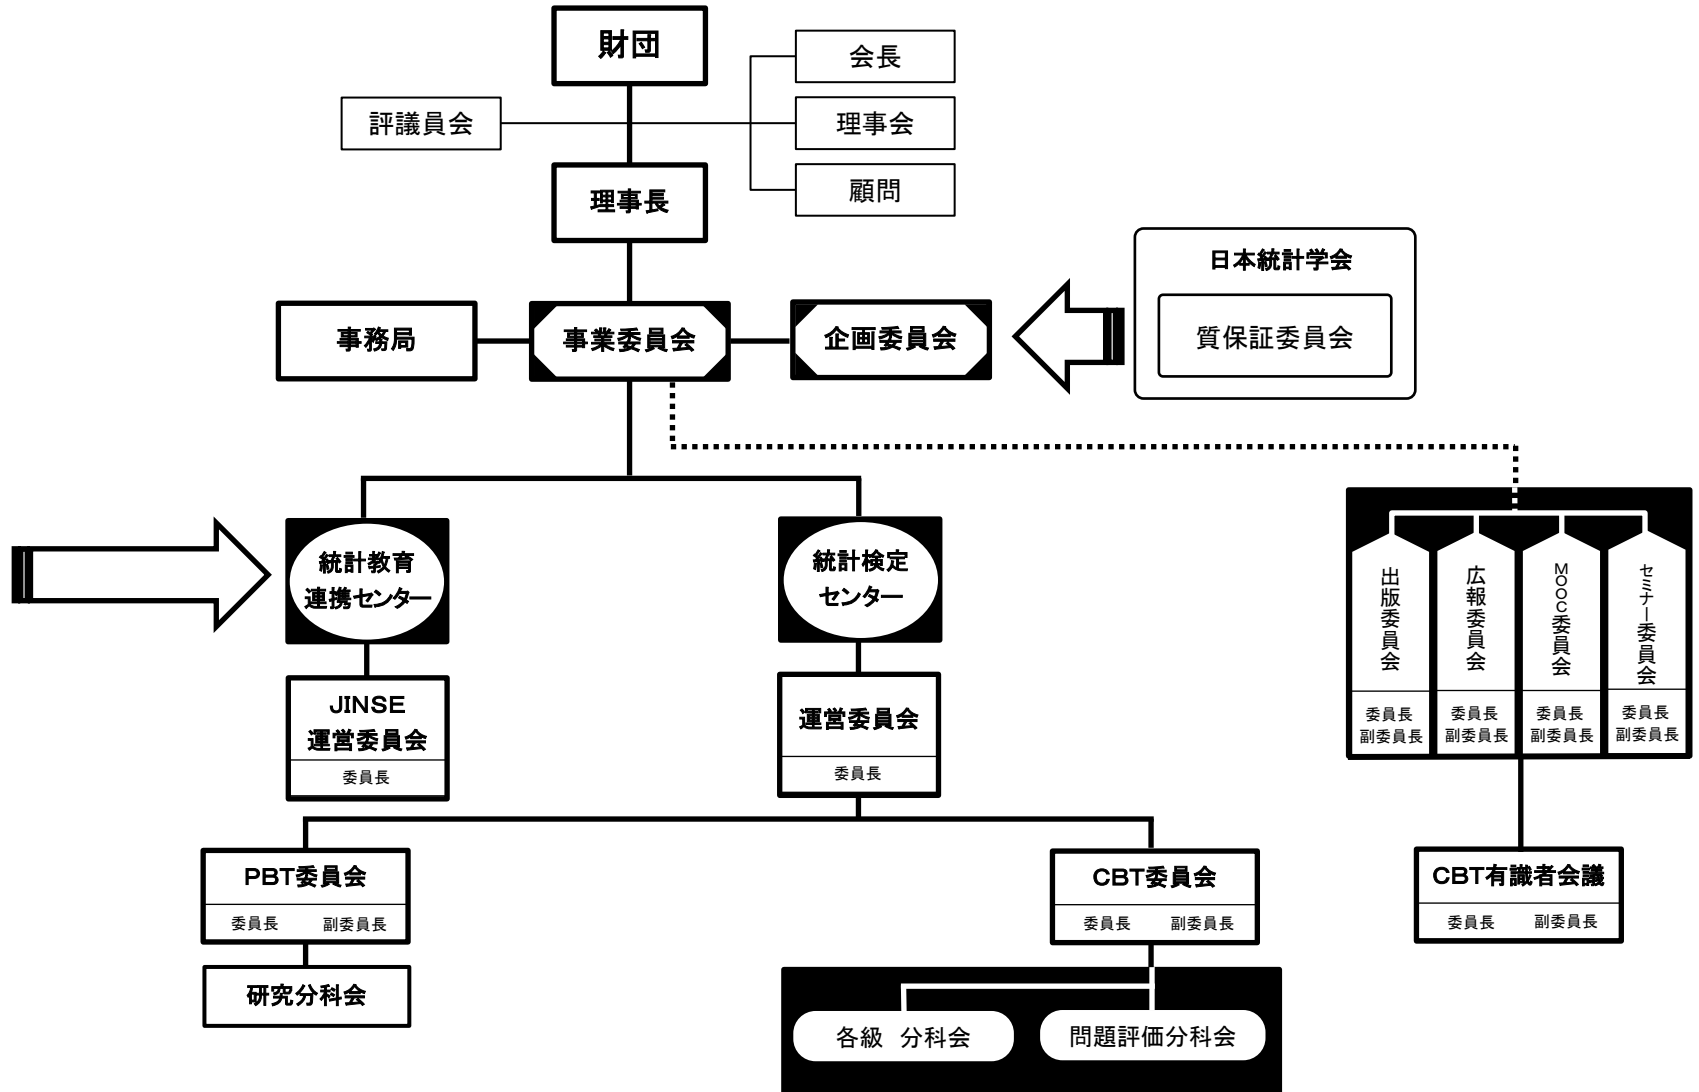 財団
会長
評議員会
理事会
理事長
顧問
日本統計学会
質保証委員会
事務局
事業委員会
企画委員会
統計教育
連携センター
統計検定
センター
出版委員会
広報委員会
MOOC委員会
セミナー委員会
委員長
副委員長
委員長
副委員長
委員長
副委員長
委員長
副委員長
JINSE
運営委員会
委員長
運営委員会
委員長
PBT委員会
委員長 副委員長
CBT委員会
委員長 副委員長
CBT有識者会議
委員長 副委員長
研究分科会
各級 分科会
問題評価分科会